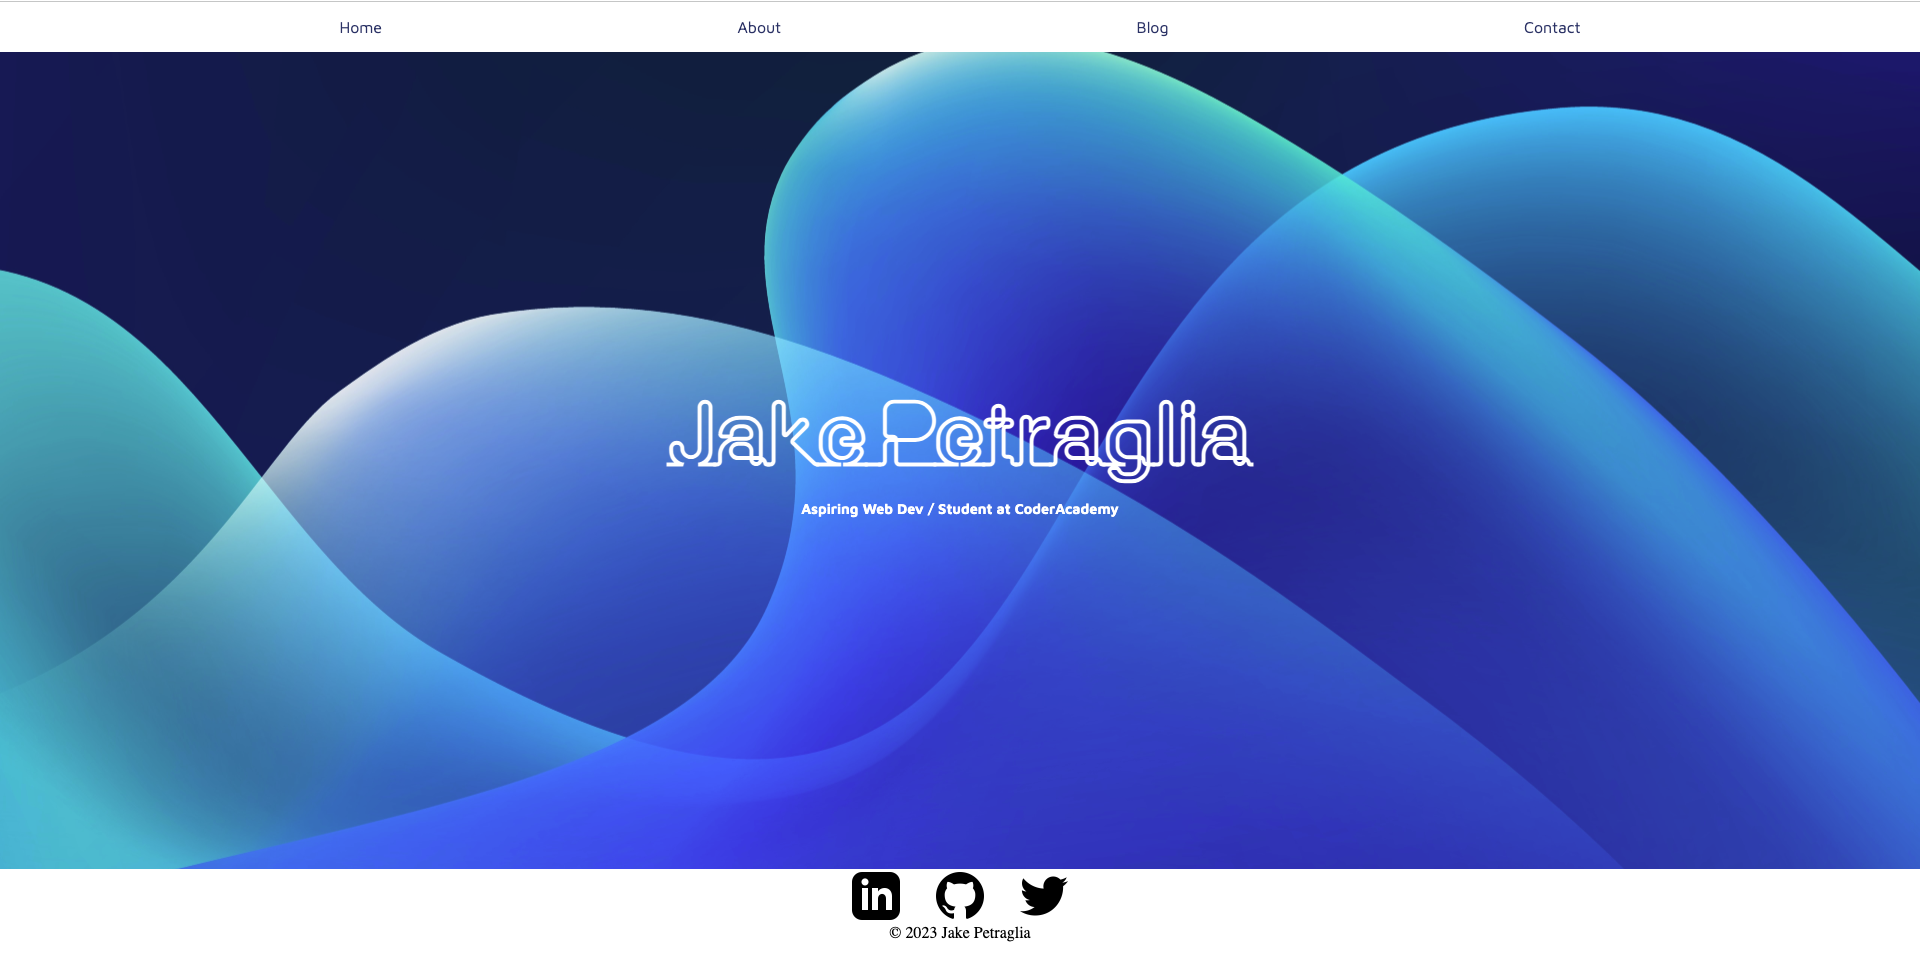 Home About Blog Contact
Jake Petraglia
Aspiring Web Dev / Student at CoderAcademy
in
© 2023 Jake Petraglia